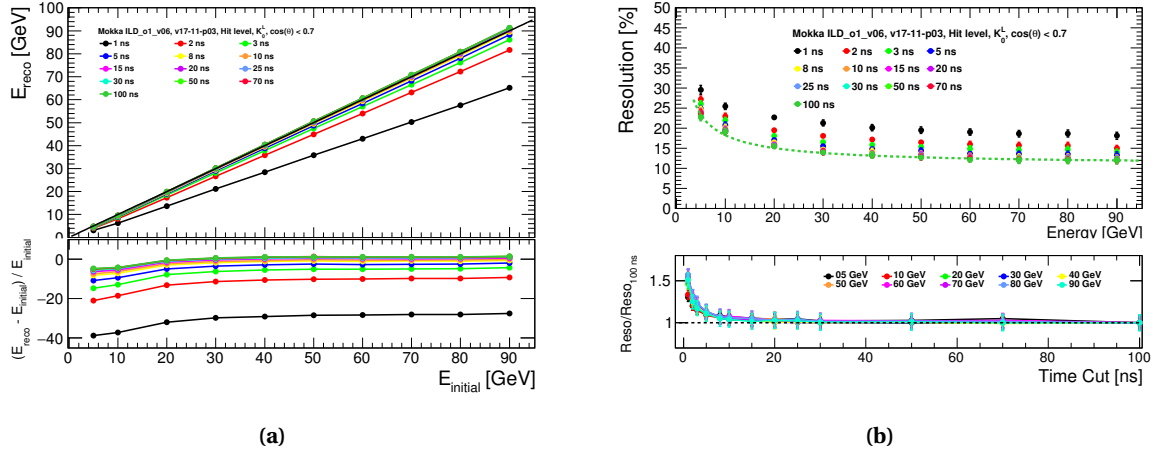 Mokka ILD_o1_v06, v17-11-p03, Hit level, K^L_0, cos(θ) < 0.7
1 ns 2 ns 3 ns
5 ns 8 ns 10 ns
15 ns 20 ns 25 ns
30 ns 50 ns 70 ns
100 ns
E_reco [GeV]
100
90
80
70
60
50
40
30
20
10
0
(E_reco - E_initial) / E_initial
0
−20
−40
0 10 20 30 40 50 60 70 80 90
E_initial [GeV]
(a)
Mokka ILD_o1_v06, v17-11-p03, Hit level, K^L_0, cos(θ) < 0.7
1 ns 2 ns 3 ns 5 ns
8 ns 10 ns 15 ns 20 ns
25 ns 30 ns 50 ns 70 ns
100 ns
Resolution [%]
50
45
40
35
30
25
20
15
10
5
0
0 10 20 30 40 50 60 70 80 90
Energy [GeV]
05 GeV 10 GeV 20 GeV 30 GeV 40 GeV
50 GeV 60 GeV 70 GeV 80 GeV 90 GeV
Reso/Reso_100 ns
1.5
1
0 20 40 60 80 100
Time Cut [ns]
(b)